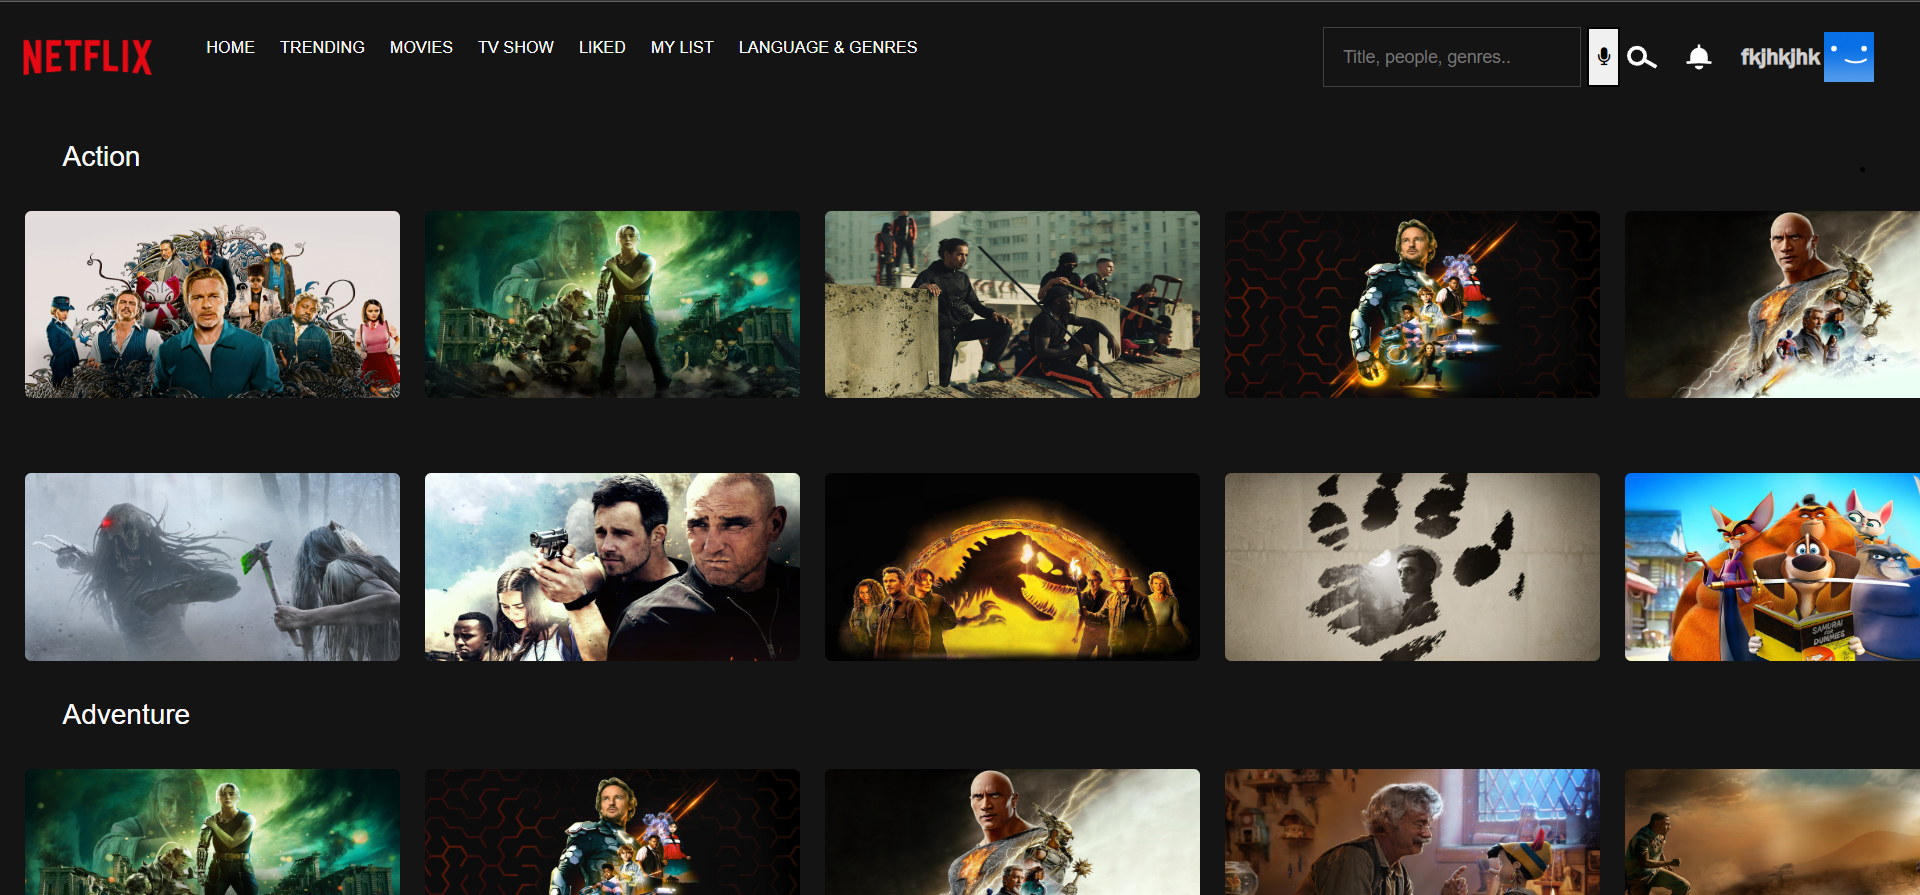 NETFLIX
HOME TRENDING MOVIES TV SHOW LIKED MY LIST LANGUAGE & GENRES
Title, people, genres..
fkjhkjhk
Action
SAMURAI
FOR
DUMMIES
Adventure